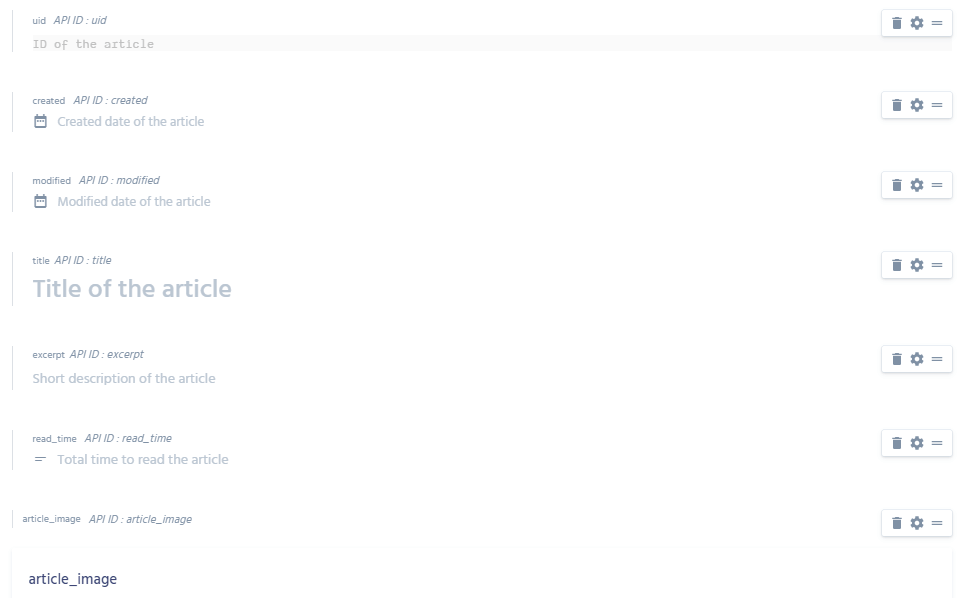 uid API ID : uid
ID of the article
created API ID : created
Created date of the article
modified API ID : modified
Modified date of the article
title API ID : title
Title of the article
excerpt API ID : excerpt
Short description of the article
read_time API ID : read_time
Total time to read the article
article_image API ID : article_image
article_image